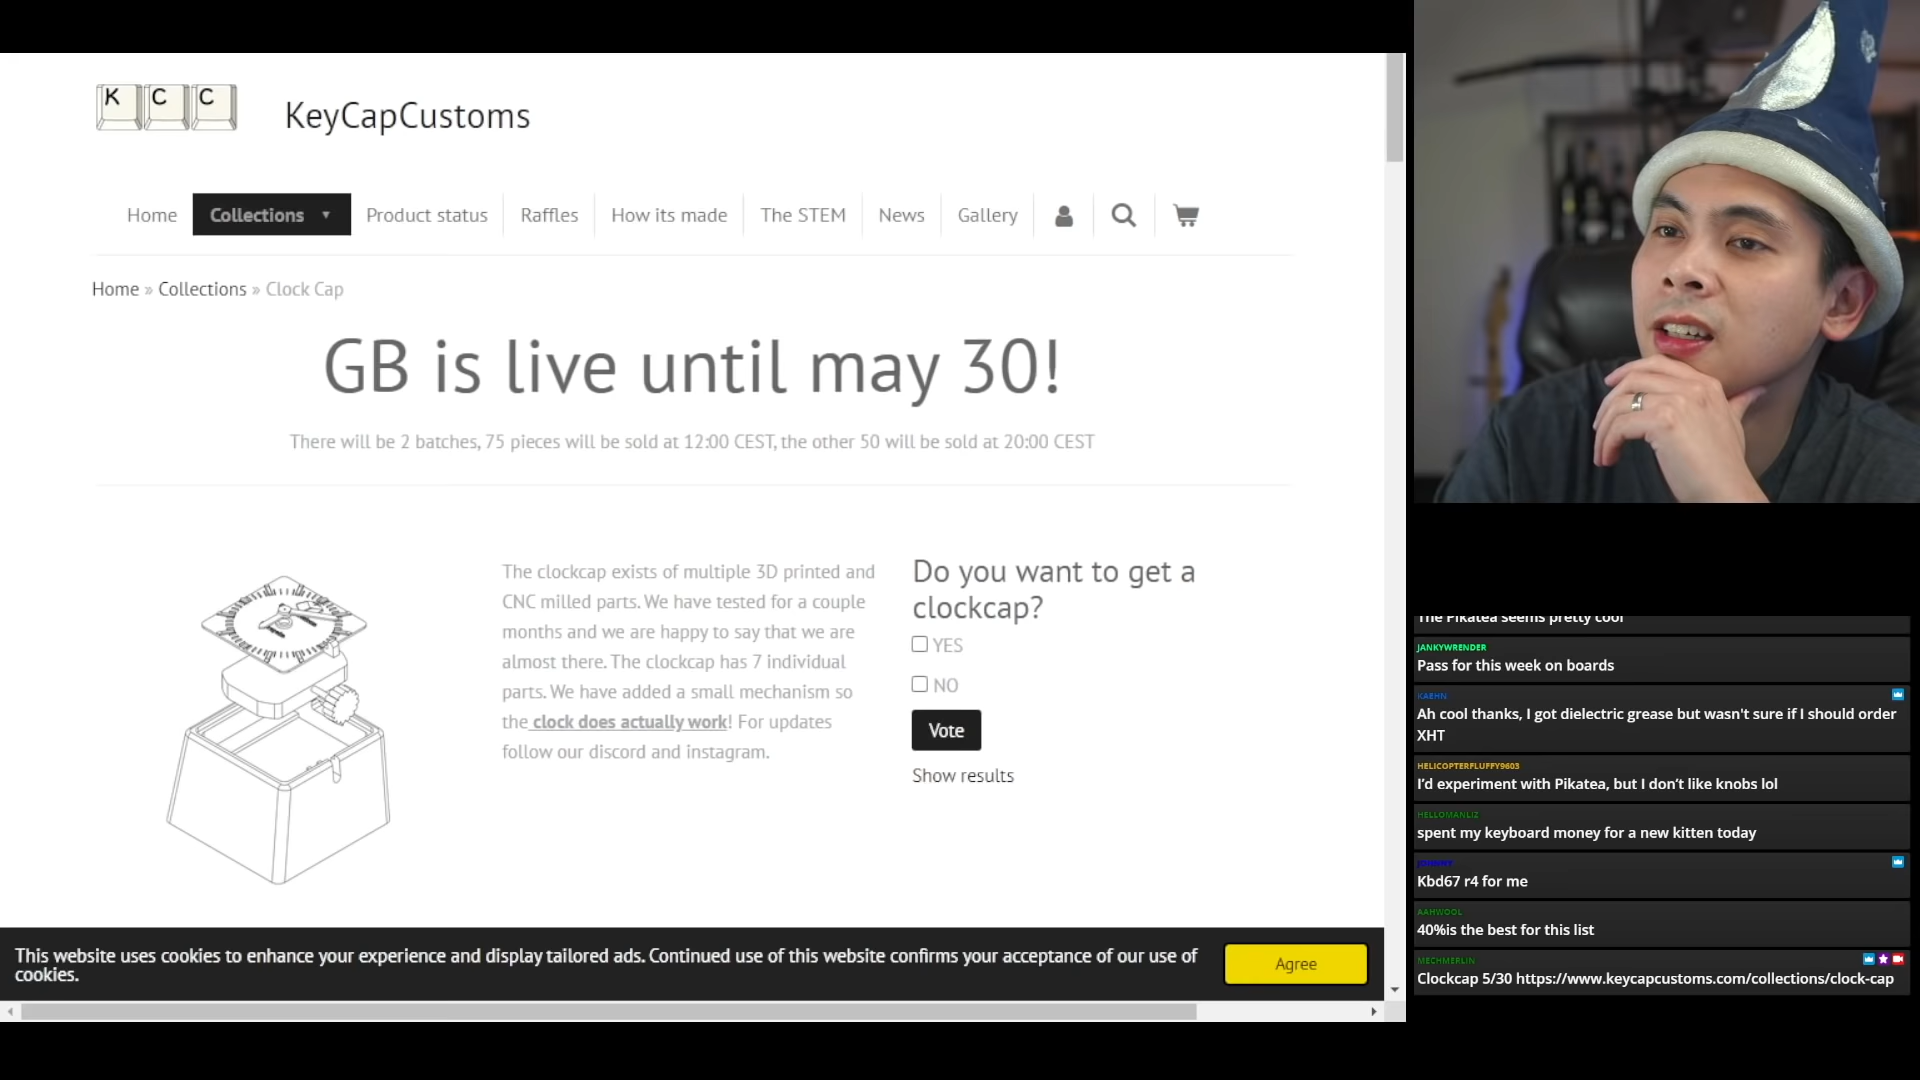 K C C
KeyCapCustoms
Home
Collections ▼
Product status
Raffles
How its made
The STEM
News
Gallery
Home » Collections » Clock Cap
GB is live until may 30!
There will be 2 batches, 75 pieces will be sold at 12:00 CEST, the other 50 will be sold at 20:00 CEST
The clockcap exists of multiple 3D printed and
CNC milled parts. We have tested for a couple
months and we are happy to say that we are
almost there. The clockcap has 7 individual
parts. We have added a small mechanism so
the clock does actually work! For updates
follow our discord and instagram.
Do you want to get a
clockcap?
YES
NO
Vote
Show results
This website uses cookies to enhance your experience and display tailored ads. Continued use of this website confirms your acceptance of our use of
cookies.
Agree
The Pikatea seems pretty cool
JANKYWRENDER
Pass for this week on boards
KAEHN
Ah cool thanks, I got dielectric grease but wasn't sure if I should order
XHT
HELICOPTERFLUFFY9603
I'd experiment with Pikatea, but I don't like knobs lol
HELLOMANLIZ
spent my keyboard money for a new kitten today
Kbd67 r4 for me
AAHWOOL
40%is the best for this list
MECHMERLIN
Clockcap 5/30 https://www.keycapcustoms.com/collections/clock-cap